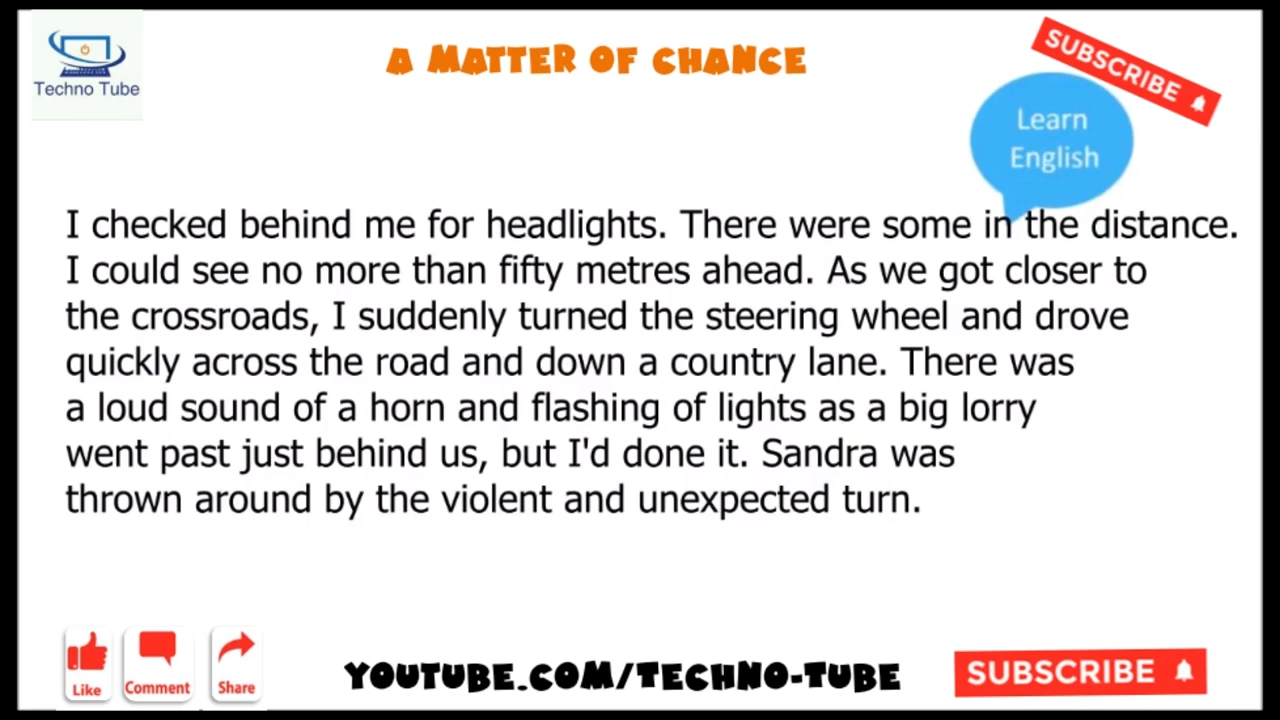 Techno Tube
A MATTER OF CHANCE
SUBSCRIBE
Learn
English
I checked behind me for headlights. There were some in the distance.
I could see no more than fifty metres ahead. As we got closer to
the crossroads, I suddenly turned the steering wheel and drove
quickly across the road and down a country lane. There was
a loud sound of a horn and flashing of lights as a big lorry
went past just behind us, but I'd done it. Sandra was
thrown around by the violent and unexpected turn.
Like
Comment
Share
YOUTUBE.COM/TECHNO-TUBE
SUBSCRIBE